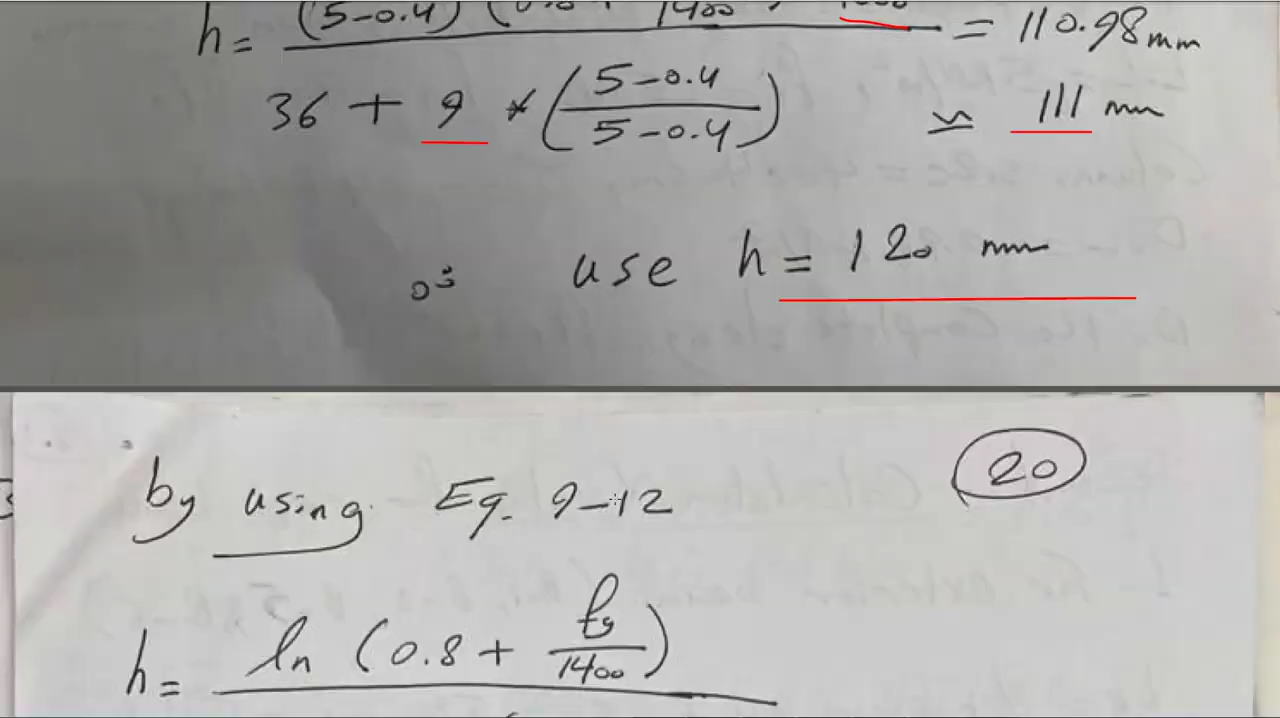 h = (5-0.4) ( 1400
36 + 9 * (5-0.4 / 5-0.4) = 110.98 mm
≃ 111 mm
∴ use h = 120 mm
20
by using Eq. 9-12
h = ln (0.8 + fy / 1400)